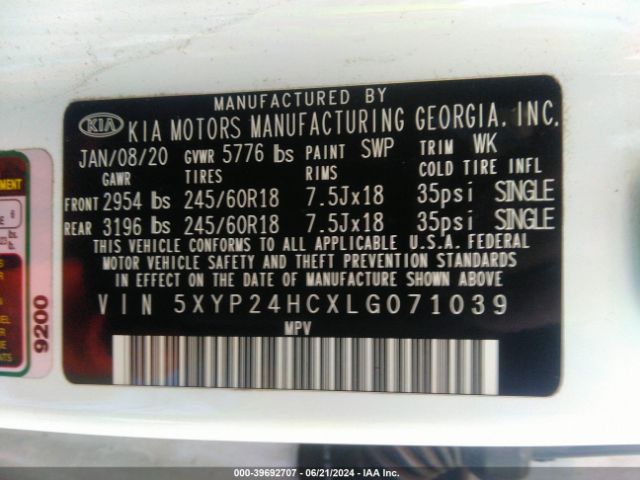 MANUFACTURED BY
KIA KIA MOTORS MANUFACTURING GEORGIA, INC.
JAN/08/20 GVWR 5776 lbs PAINT SWP TRIM WK
GAWR TIRES RIMS COLD TIRE INFL
FRONT 2954 lbs 245/60R18 7.5Jx18 35psi SINGLE
REAR 3196 lbs 245/60R18 7.5Jx18 35psi SINGLE
THIS VEHICLE CONFORMS TO ALL APPLICABLE U.S.A. FEDERAL
MOTOR VEHICLE SAFETY AND THEFT PREVENTION STANDARDS
IN EFFECT ON THE DATE OF MANUFACTURE SHOWN ABOVE
VIN 5XYP24HCXLG071039
MPV
9200
000-39692707 - 06/21/2024 - IAA Inc.